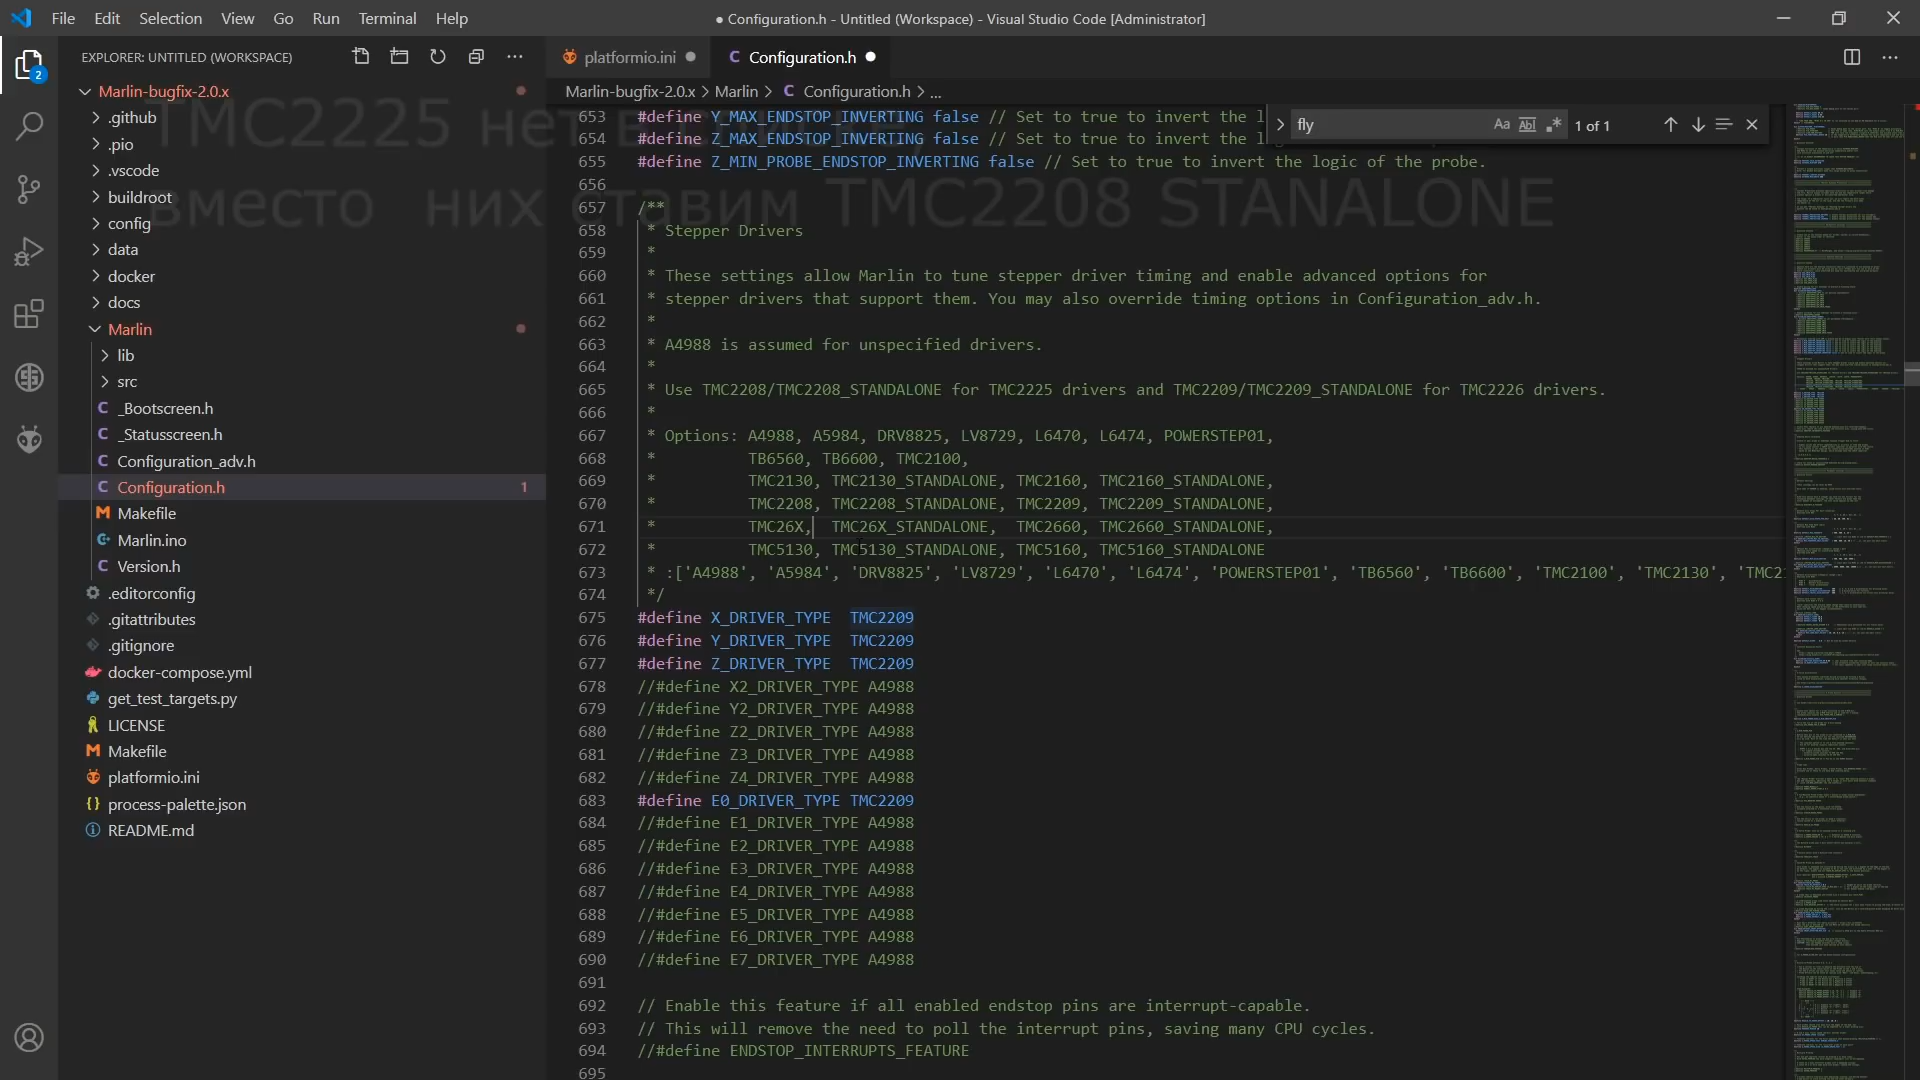 File Edit Selection View Go Run Terminal Help
● Configuration.h - Untitled (Workspace) - Visual Studio Code [Administrator]
EXPLORER: UNTITLED (WORKSPACE)
platformio.ini
Configuration.h
Marlin-bugfix-2.0.x > Marlin > Configuration.h > ...
fly
1 of 1
2
Marlin-bugfix-2.0.x
.github
.pio
.vscode
buildroot
config
data
docker
docs
Marlin
lib
src
_Bootscreen.h
_Statusscreen.h
Configuration_adv.h
Configuration.h 1
Makefile
Marlin.ino
Version.h
.editorconfig
.gitattributes
.gitignore
docker-compose.yml
get_test_targets.py
LICENSE
Makefile
platformio.ini
process-palette.json
README.md
TMC2225 нет в списке,
вместо них ставим TMC2208 STANALONE
653 #define Y_MAX_ENDSTOP_INVERTING false // Set to true to invert the l
654 #define Z_MAX_ENDSTOP_INVERTING false // Set to true to invert the
655 #define Z_MIN_PROBE_ENDSTOP_INVERTING false // Set to true to invert the logic of the probe.
656
657 /**
658 * Stepper Drivers
659 *
660 * These settings allow Marlin to tune stepper driver timing and enable advanced options for
661 * stepper drivers that support them. You may also override timing options in Configuration_adv.h.
662 *
663 * A4988 is assumed for unspecified drivers.
664 *
665 * Use TMC2208/TMC2208_STANDALONE for TMC2225 drivers and TMC2209/TMC2209_STANDALONE for TMC2226 drivers.
666 *
667 * Options: A4988, A5984, DRV8825, LV8729, L6470, L6474, POWERSTEP01,
668 * TB6560, TB6600, TMC2100,
669 * TMC2130, TMC2130_STANDALONE, TMC2160, TMC2160_STANDALONE,
670 * TMC2208, TMC2208_STANDALONE, TMC2209, TMC2209_STANDALONE,
671 * TMC26X, TMC26X_STANDALONE, TMC2660, TMC2660_STANDALONE,
672 * TMC5130, TMC5130_STANDALONE, TMC5160, TMC5160_STANDALONE
673 * :['A4988', 'A5984', 'DRV8825', 'LV8729', 'L6470', 'L6474', 'POWERSTEP01', 'TB6560', 'TB6600', 'TMC2100', 'TMC2130', 'TMC21
674 */
675 #define X_DRIVER_TYPE TMC2209
676 #define Y_DRIVER_TYPE TMC2209
677 #define Z_DRIVER_TYPE TMC2209
678 //#define X2_DRIVER_TYPE A4988
679 //#define Y2_DRIVER_TYPE A4988
680 //#define Z2_DRIVER_TYPE A4988
681 //#define Z3_DRIVER_TYPE A4988
682 //#define Z4_DRIVER_TYPE A4988
683 #define E0_DRIVER_TYPE TMC2209
684 //#define E1_DRIVER_TYPE A4988
685 //#define E2_DRIVER_TYPE A4988
686 //#define E3_DRIVER_TYPE A4988
687 //#define E4_DRIVER_TYPE A4988
688 //#define E5_DRIVER_TYPE A4988
689 //#define E6_DRIVER_TYPE A4988
690 //#define E7_DRIVER_TYPE A4988
691
692 // Enable this feature if all enabled endstop pins are interrupt-capable.
693 // This will remove the need to poll the interrupt pins, saving many CPU cycles.
694 //#define ENDSTOP_INTERRUPTS_FEATURE
695